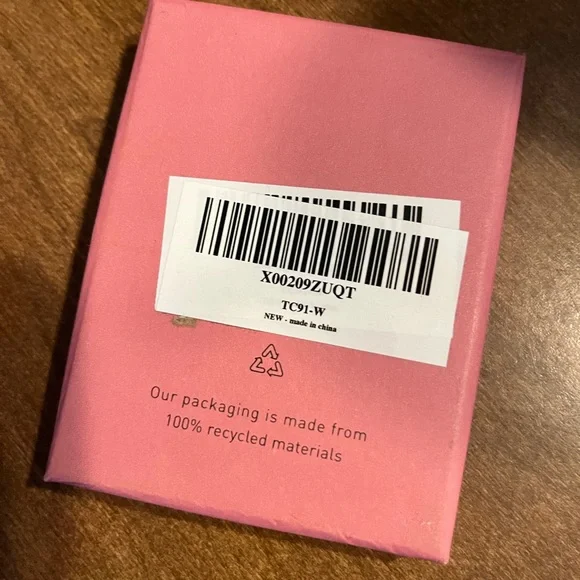 X00209ZUQT
TC91-W
NEW - made in china
Our packaging is made from
100% recycled materials